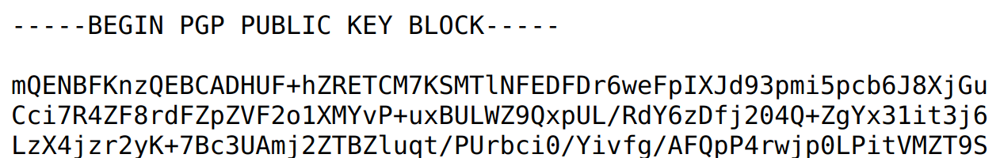 -----BEGIN PGP PUBLIC KEY BLOCK-----
mQENBFKnzQEBCADHUF+hZRETCM7KSMTlNFEDFDr6weFpIXJd93pmi5pcb6J8XjGu
Cci7R4ZF8rdFZpZVF2o1XMYvP+uxBULWZ9QxpUL/RdY6zDfj204Q+ZgYx31it3j6
LzX4jzr2yK+7Bc3UAmj2ZTBZluqt/PUrbci0/Yivfg/AFQpP4rwjp0LPitVMZT9S